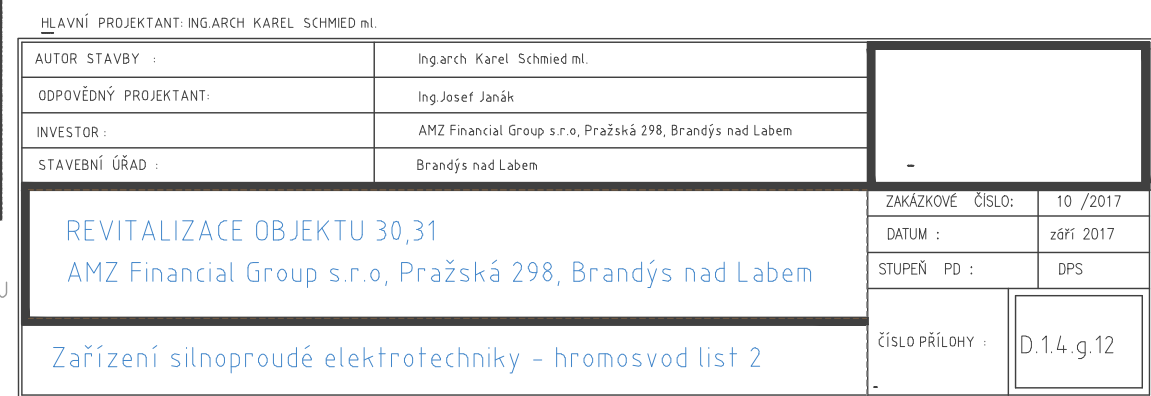 HLAVNÍ PROJEKTANT: ING.ARCH KAREL SCHMIED ml.
AUTOR STAVBY : Ing.arch Karel Schmied ml.
ODPOVĚDNÝ PROJEKTANT: Ing.Josef Janák
INVESTOR : AMZ Financial Group s.r.o, Pražská 298, Brandýs nad Labem
STAVEBNÍ ÚŘAD : Brandýs nad Labem
REVITALIZACE OBJEKTU 30,31
AMZ Financial Group s.r.o, Pražská 298, Brandýs nad Labem
Zařízení silnoproudé elektrotechniky - hromosvod list 2
ZAKÁZKOVÉ ČÍSLO: 10 /2017
DATUM : září 2017
STUPEŇ PD : DPS
ČÍSLO PŘÍLOHY : D.1.4.g.12